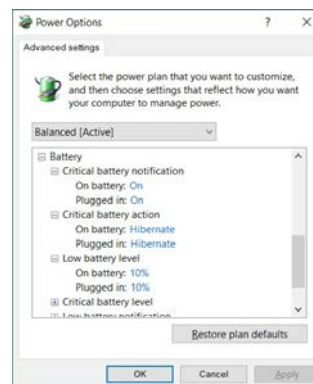 Power Options
Advanced settings
Select the power plan that you want to customize,
and then choose settings that reflect how you want
your computer to manage power.
Balanced [Active]
Battery
Critical battery notification
On battery: On
Plugged in: On
Critical battery action
On battery: Hibernate
Plugged in: Hibernate
Low battery level
On battery: 10%
Plugged in: 10%
Critical battery level
Low battery notification
Restore plan defaults
OK Cancel Apply